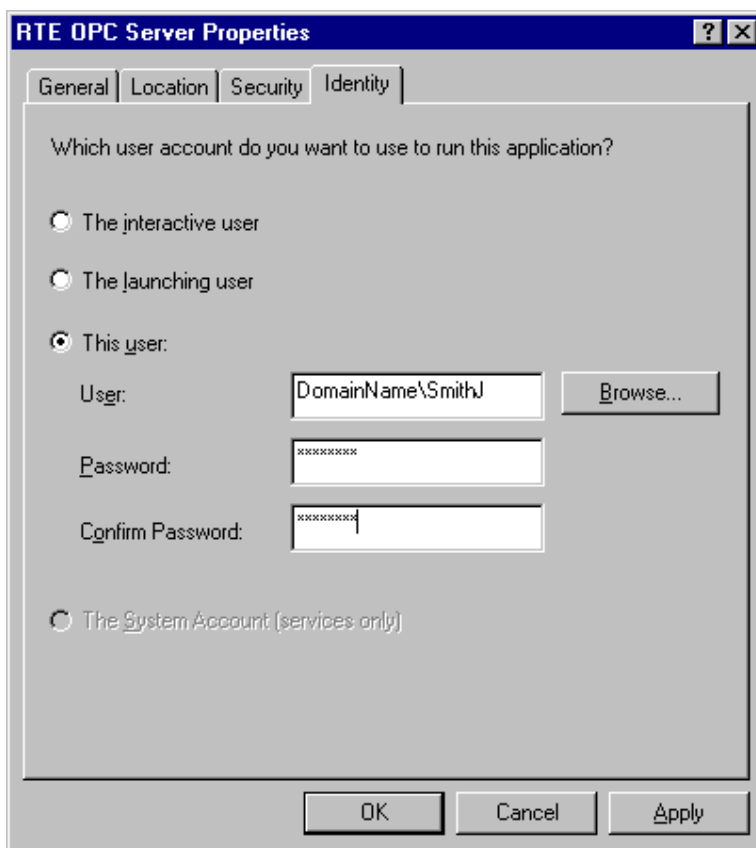 RTE OPC Server Properties
General Location Security Identity
Which user account do you want to use to run this application?
The interactive user
The launching user
This user:
User: DomainName\SmithJ Browse...
Password: ××××××××
Confirm Password: ××××××××
The System Account (services only)
OK Cancel Apply